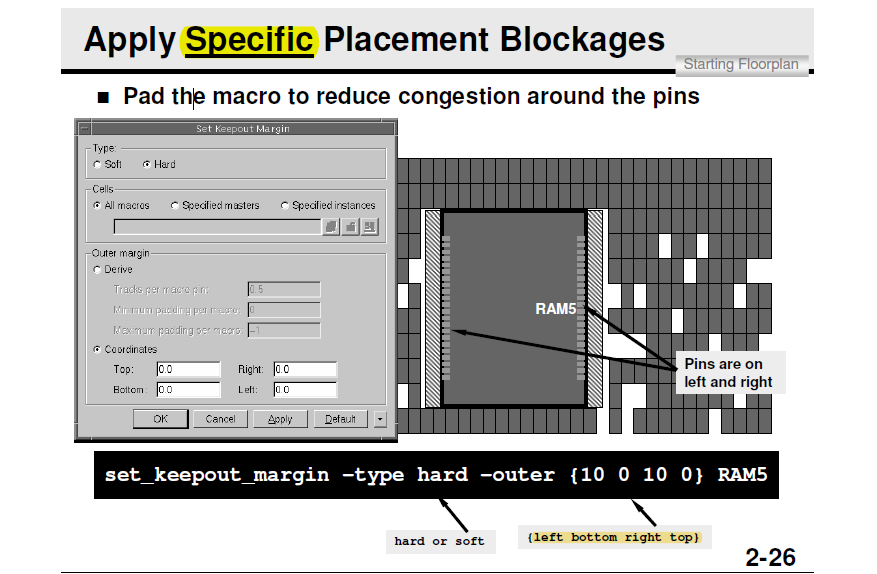 Apply Specific Placement Blockages
Starting Floorplan
■ Pad the macro to reduce congestion around the pins
Set Keepout Margin
Type:
Soft Hard
Cells
All macros Specified masters Specified instances
Outer margin
Derive
Tracks per macro pin: 0.5
Minimum padding per macro: 0
Maximum padding per macro: -1
Coordinates
Top: 0.0 Right: 0.0
Bottom: 0.0 Left: 0.0
OK Cancel Apply Default
RAM5
Pins are on
left and right
set_keepout_margin –type hard –outer {10 0 10 0} RAM5
hard or soft
{left bottom right top}
2-26